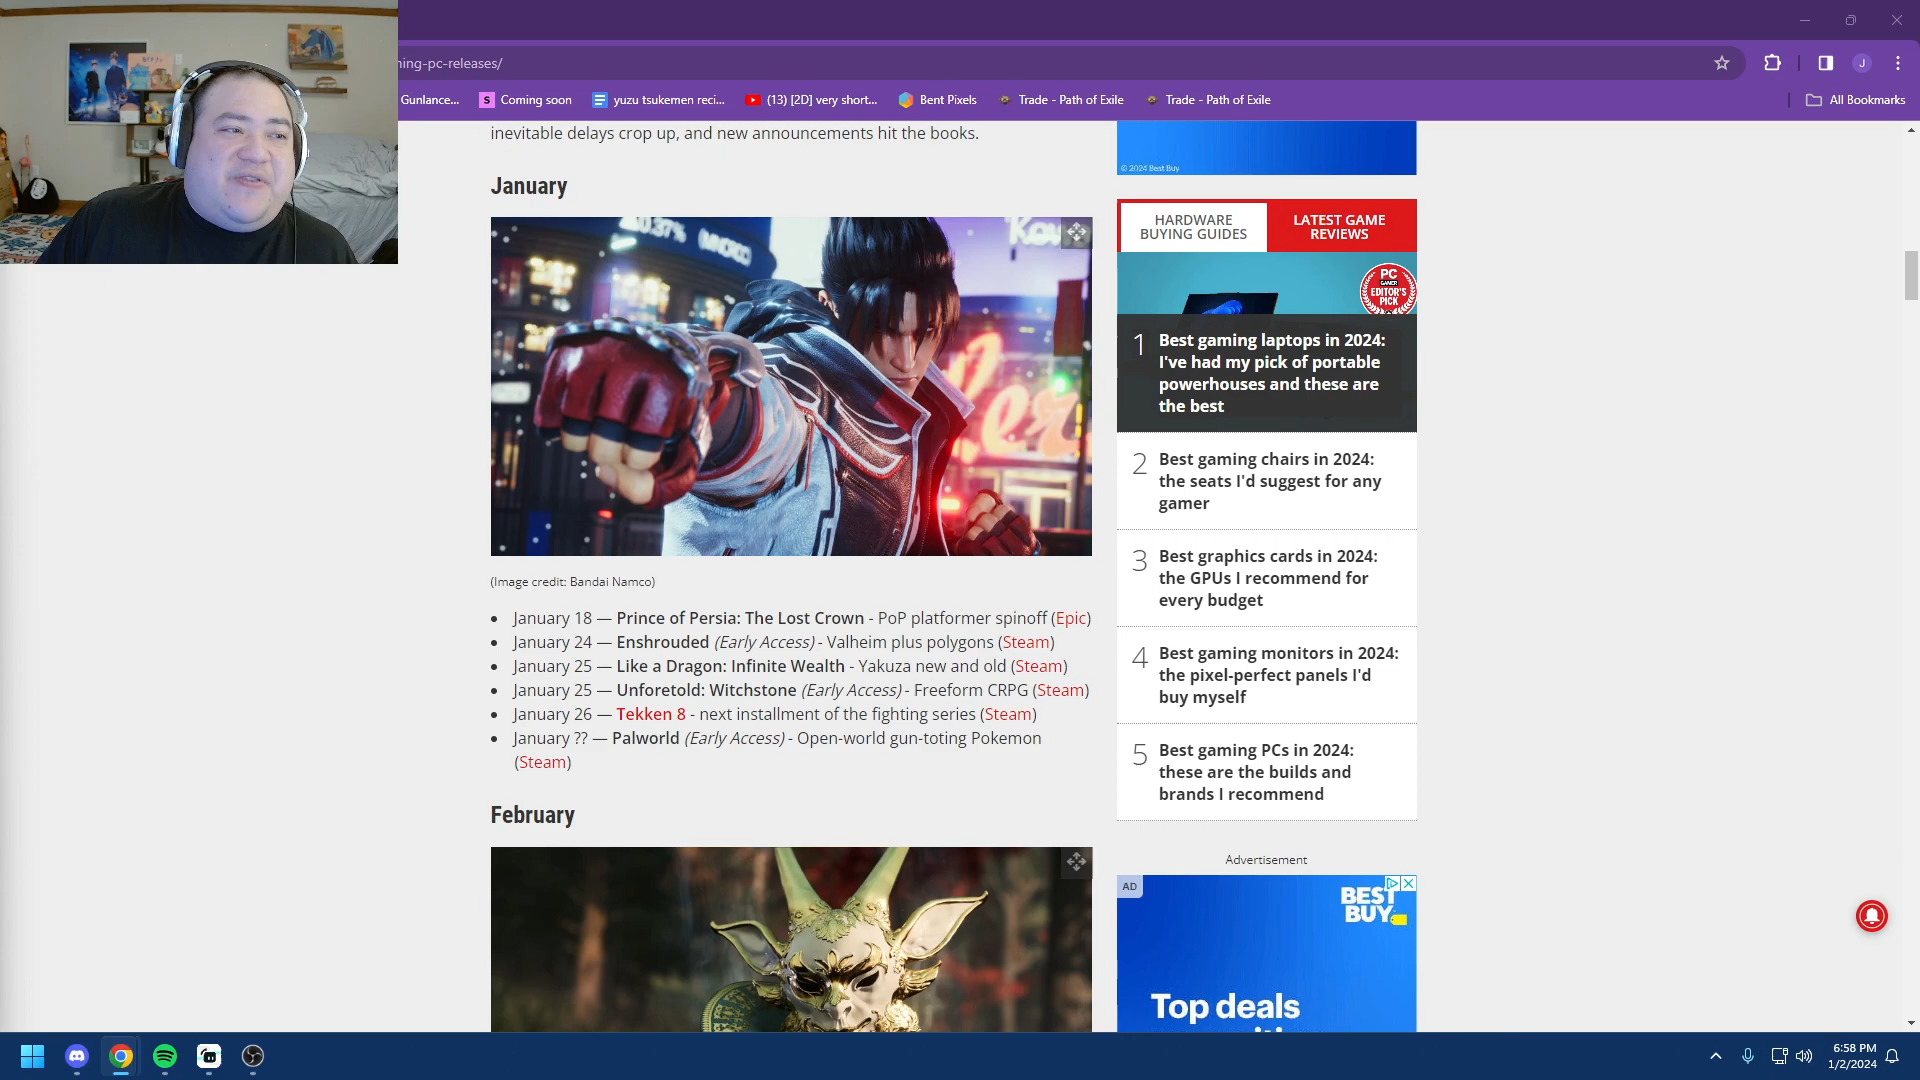 ning-pc-releases/
J
Gunlance...
S Coming soon
yuzu tsukemen reci...
(13) [2D] very short...
Bent Pixels
Trade - Path of Exile
Trade - Path of Exile
All Bookmarks
inevitable delays crop up, and new announcements hit the books.
January
0.37% (MICRO)
(Image credit: Bandai Namco)
• January 18 — Prince of Persia: The Lost Crown - PoP platformer spinoff (Epic)
• January 24 — Enshrouded (Early Access) - Valheim plus polygons (Steam)
• January 25 — Like a Dragon: Infinite Wealth - Yakuza new and old (Steam)
• January 25 — Unforetold: Witchstone (Early Access) - Freeform CRPG (Steam)
• January 26 — Tekken 8 - next installment of the fighting series (Steam)
• January ?? — Palworld (Early Access) - Open-world gun-toting Pokemon
(Steam)
February
© 2024 Best Buy
HARDWARE
BUYING GUIDES
LATEST GAME
REVIEWS
PC
GAMER
EDITOR'S
PICK
1 Best gaming laptops in 2024:
I've had my pick of portable
powerhouses and these are
the best
2 Best gaming chairs in 2024:
the seats I'd suggest for any
gamer
3 Best graphics cards in 2024:
the GPUs I recommend for
every budget
4 Best gaming monitors in 2024:
the pixel-perfect panels I'd
buy myself
5 Best gaming PCs in 2024:
these are the builds and
brands I recommend
Advertisement
AD
BEST
BUY
Top deals
6:58 PM
1/2/2024